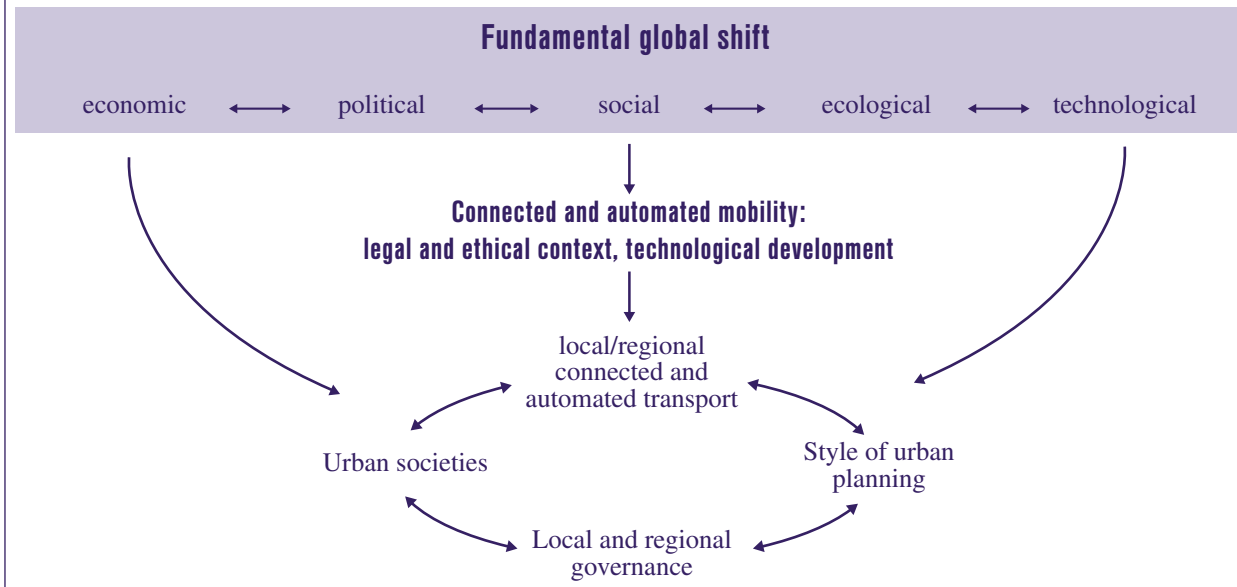 Fundamental global shift
economic political social ecological technological
Connected and automated mobility:
legal and ethical context, technological development
local/regional
connected and
automated transport
Urban societies
Style of urban
planning
Local and regional
governance